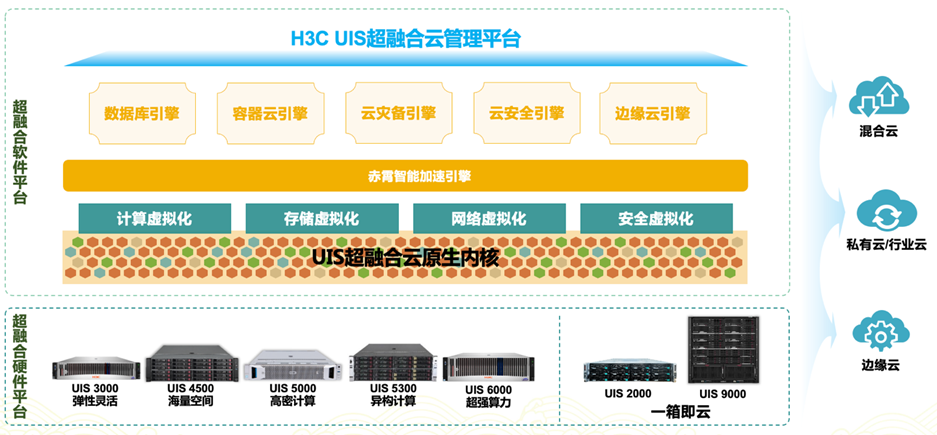 H3C UIS超融合云管理平台
超融合软件平台
数据库引擎
容器云引擎
云灾备引擎
云安全引擎
边缘云引擎
赤霄智能加速引擎
计算虚拟化
存储虚拟化
网络虚拟化
安全虚拟化
UIS超融合云原生内核
超融合硬件平台
UIS 3000
弹性灵活
UIS 4500
海量空间
UIS 5000
高密计算
UIS 5300
异构计算
UIS 6000
超强算力
UIS 2000
UIS 9000
一箱即云
混合云
私有云/行业云
边缘云